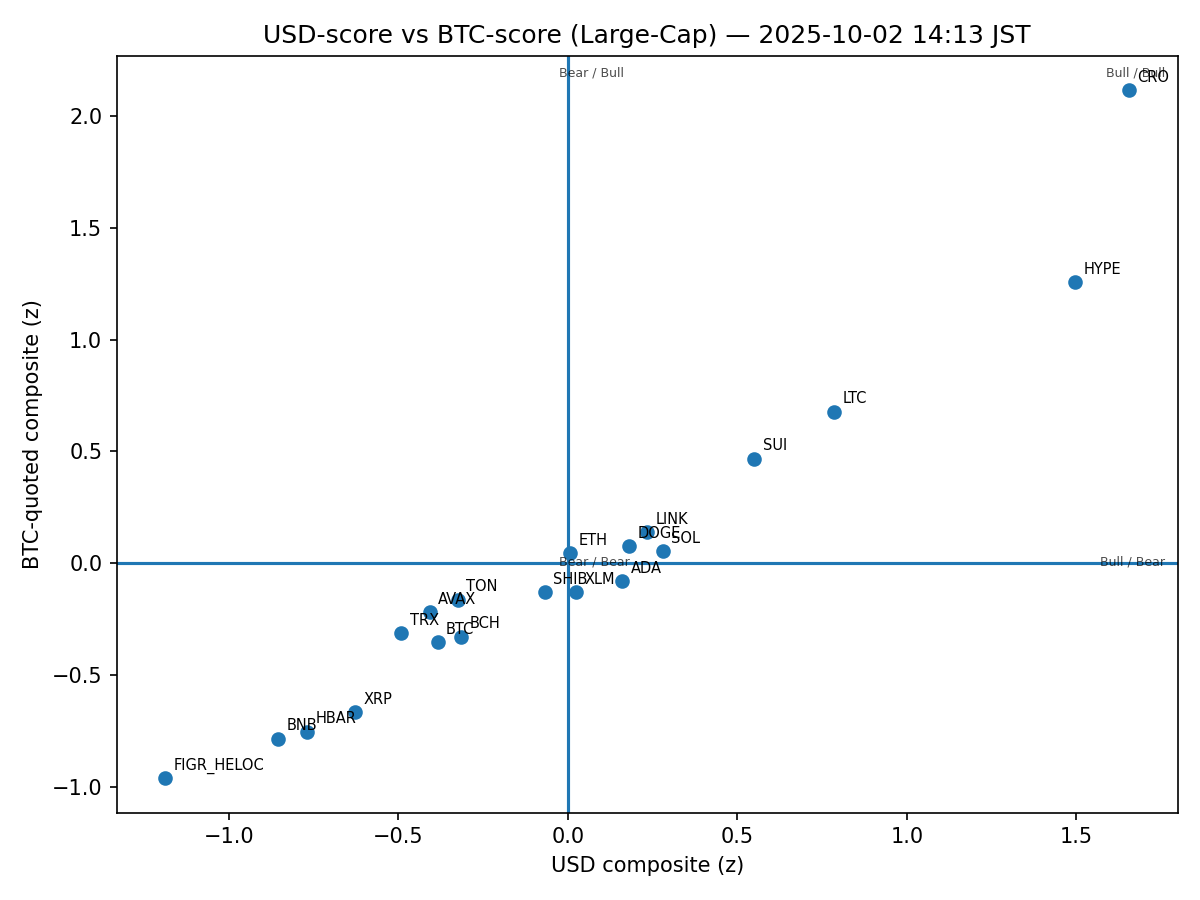 USD-score vs BTC-score (Large-Cap) — 2025-10-02 14:13 JST
Bear / Bull
Bull / Bull
CRO
2.0
1.5
HYPE
1.0
LTC
0.5
SUI
LINK
DOGE
SOL
ETH
0.0
Bear / Bear
Bull / Bear
ADA
SHIB
XLM
TON
AVAX
TRX
BTC
BCH
−0.5
XRP
HBAR
BNB
FIGR_HELOC
−1.0
−1.0
−0.5
0.0
0.5
1.0
1.5
USD composite (z)
BTC-quoted composite (z)